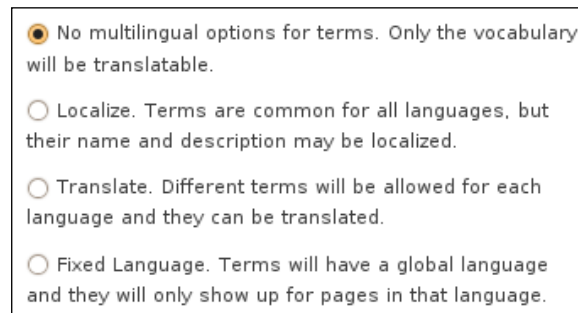 No multilingual options for terms. Only the vocabulary
will be translatable.
Localize. Terms are common for all languages, but
their name and description may be localized.
Translate. Different terms will be allowed for each
language and they can be translated.
Fixed Language. Terms will have a global language
and they will only show up for pages in that language.